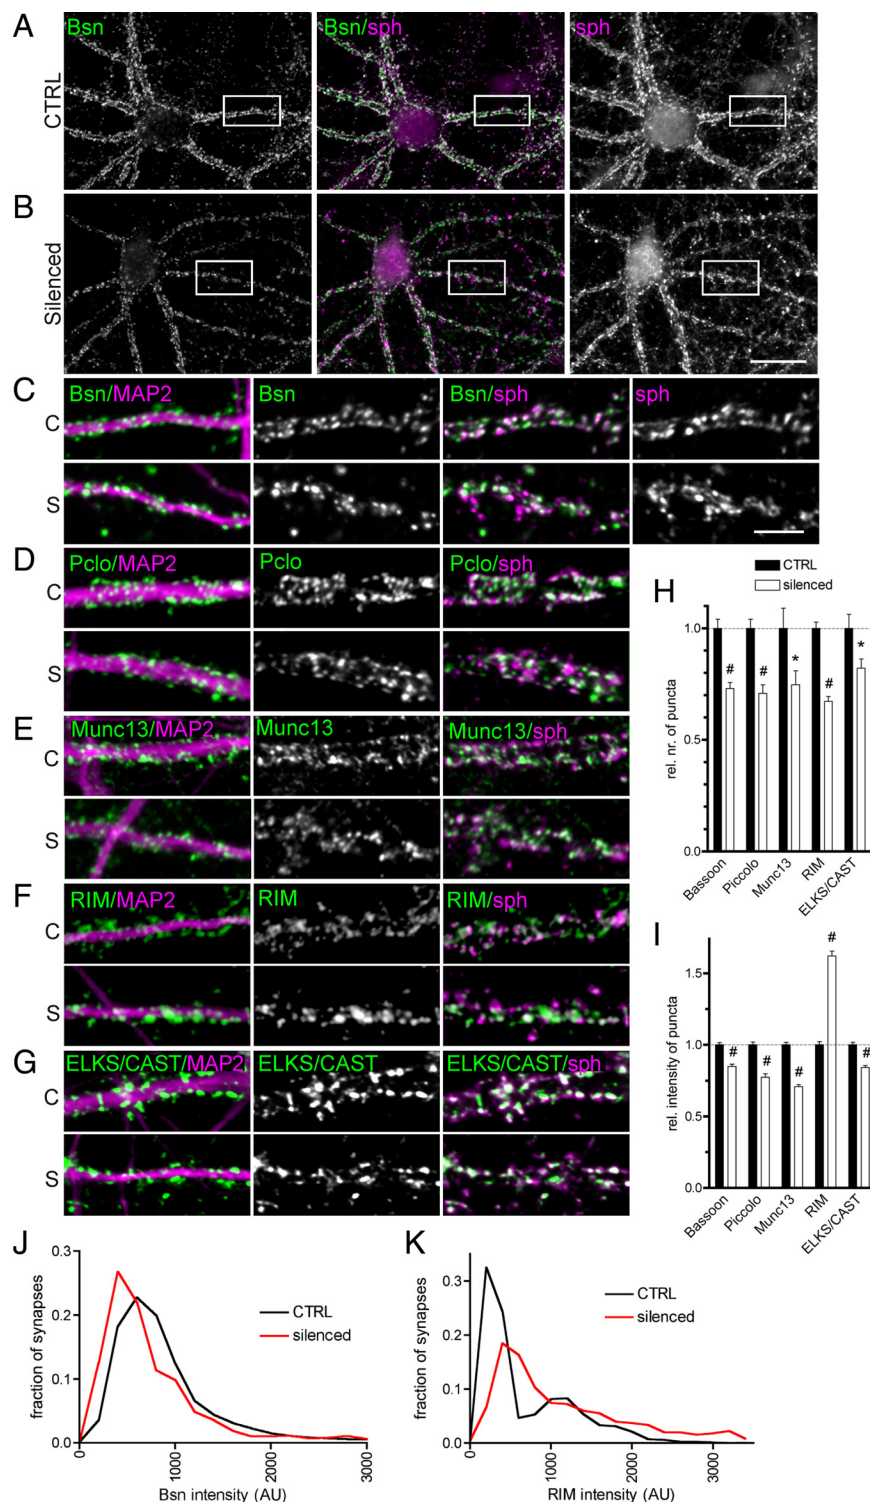 A
Bsn
Bsn/sph
sph
CTRL
B
Silenced
C
Bsn/MAP2
Bsn
Bsn/sph
sph
C
S
D
Pclo/MAP2
Pclo
Pclo/sph
C
S
E
Munc13/MAP2
Munc13
Munc13/sph
C
S
F
RIM/MAP2
RIM
RIM/sph
C
S
G
ELKS/CAST/MAP2
ELKS/CAST
ELKS/CAST/sph
C
S
CTRL
silenced
H
rel. nr. of puncta
1.0
0.5
0.0
# # * # *
Bassoon
Piccolo
Munc13
RIM
ELKS/CAST
I
rel. intensity of puncta
1.5
1.0
0.5
0.0
# # # # #
Bassoon
Piccolo
Munc13
RIM
ELKS/CAST
J
fraction of synapses
0.3
0.2
0.1
0.0
CTRL
silenced
0
1000
2000
3000
Bsn intensity (AU)
K
fraction of synapses
0.3
0.2
0.1
0.0
CTRL
silenced
0
1000
2000
3000
RIM intensity (AU)